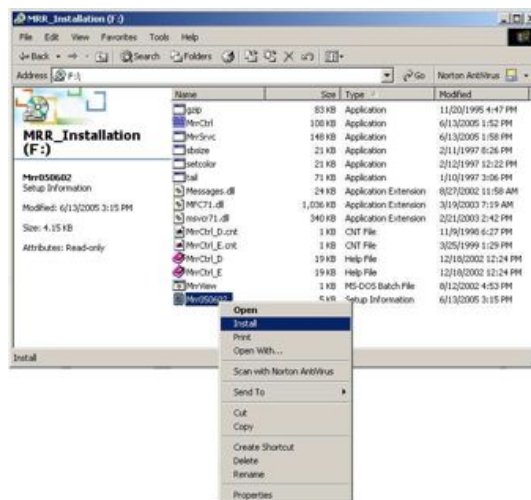 MRR_Installation (F:)
File Edit View Favorites Tools Help
Back Search Folders
Address F:\ Go Norton AntiVirus
Name Size Type Modified
MRR_Installation
(F:)
Mrr050602
Setup Information
Modified: 6/13/2005 3:15 PM
Size: 4.15 KB
Attributes: Read-only
gzip 83 KB Application 11/20/1995 4:47 PM
MrrCtrl 108 KB Application 6/13/2005 1:52 PM
MrrSrvc 148 KB Application 6/13/2005 1:58 PM
sbsize 21 KB Application 2/11/1997 8:26 PM
setcolor 21 KB Application 2/12/1997 12:22 PM
tail 71 KB Application 1/10/1997 3:06 PM
Messages.dll 24 KB Application Extension 8/27/2002 11:58 AM
MFC71.dll 1,036 KB Application Extension 3/19/2003 7:19 AM
msvcr71.dll 340 KB Application Extension 2/21/2003 2:42 PM
MrrCtrl_D.cnt 1 KB CNT File 11/9/1998 6:27 PM
MrrCtrl_E.cnt 1 KB CNT File 3/25/1999 1:29 PM
MrrCtrl_D 19 KB Help File 12/18/2002 12:24 PM
MrrCtrl_E 19 KB Help File 12/18/2002 12:24 PM
MrrView 1 KB MS-DOS Batch File 8/12/2002 4:53 PM
Mrr050602 5 KB Setup Information 6/13/2005 3:15 PM
Open
Install
Print
Open With...
Scan with Norton AntiVirus
Send To
Cut
Copy
Create Shortcut
Delete
Rename
Properties
Install